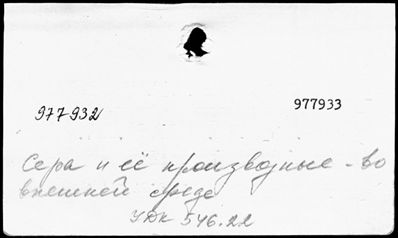 977932
977933
Сера и её производные - во
внешней среде
УДК 546.22